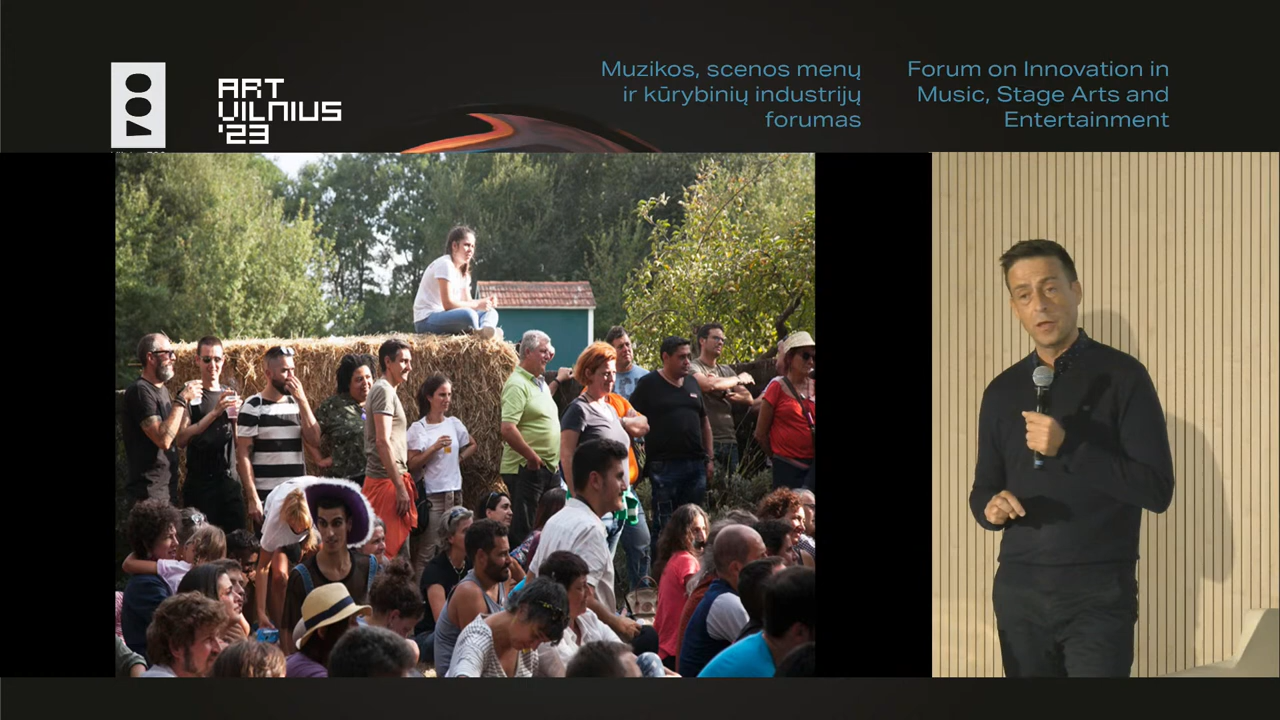 ART
VILNIUS
'23
Muzikos, scenos menų
ir kūrybinių industrijų
forumas
Forum on Innovation in
Music, Stage Arts and
Entertainment